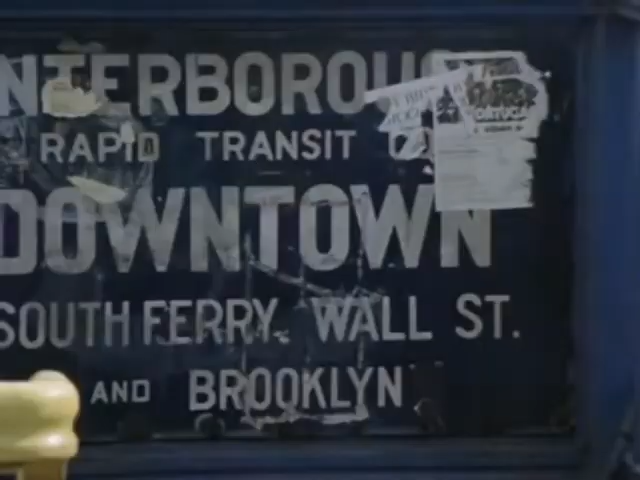 NTERBOROU
RAPID TRANSIT
DOWNTOWN
SOUTH FERRY, WALL ST.
AND BROOKLYN